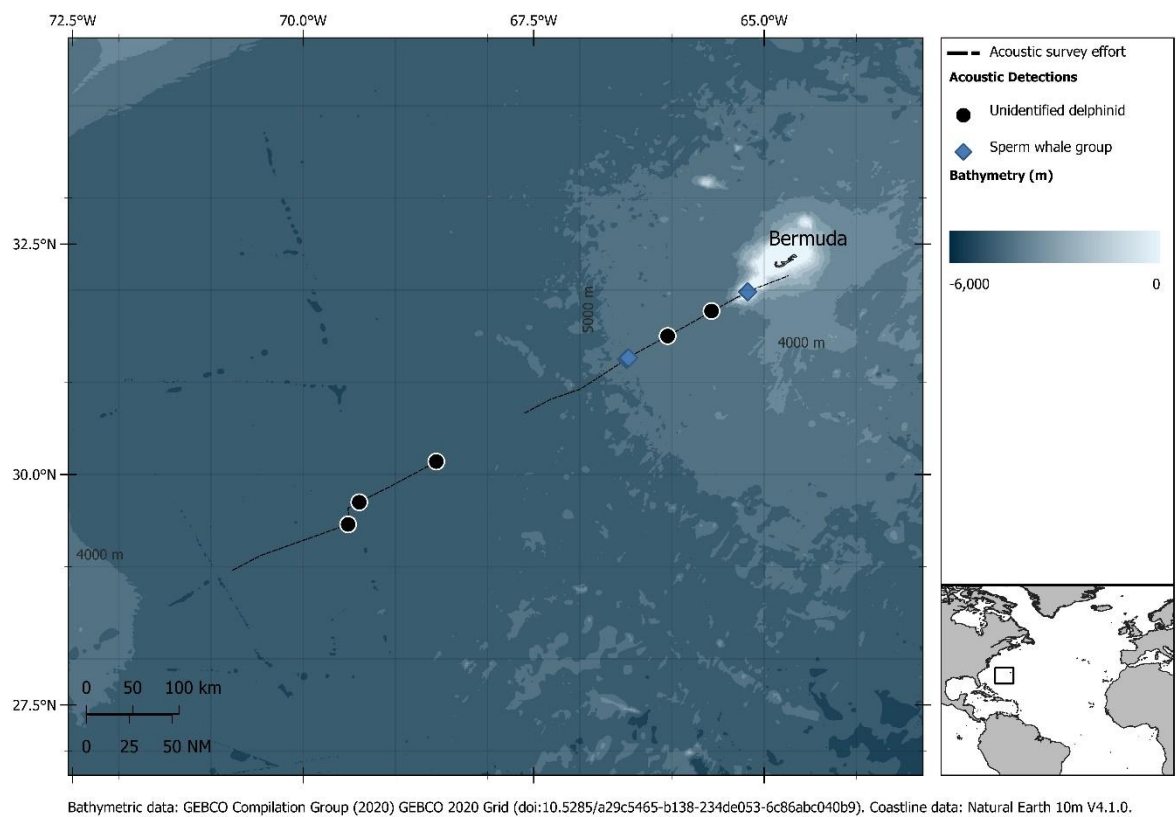 72.5°W 70.0°W 67.5°W 65.0°W
32.5°N
30.0°N
27.5°N
Bermuda
5000 m
4000 m
4000 m
0 50 100 km
0 25 50 NM
Acoustic survey effort
Acoustic Detections
Unidentified delphinid
Sperm whale group
Bathymetry (m)
-6,000 0
Bathymetric data: GEBCO Compilation Group (2020) GEBCO 2020 Grid (doi:10.5285/a29c5465-b138-234de053-6c86abc040b9). Coastline data: Natural Earth 10m V4.1.0.